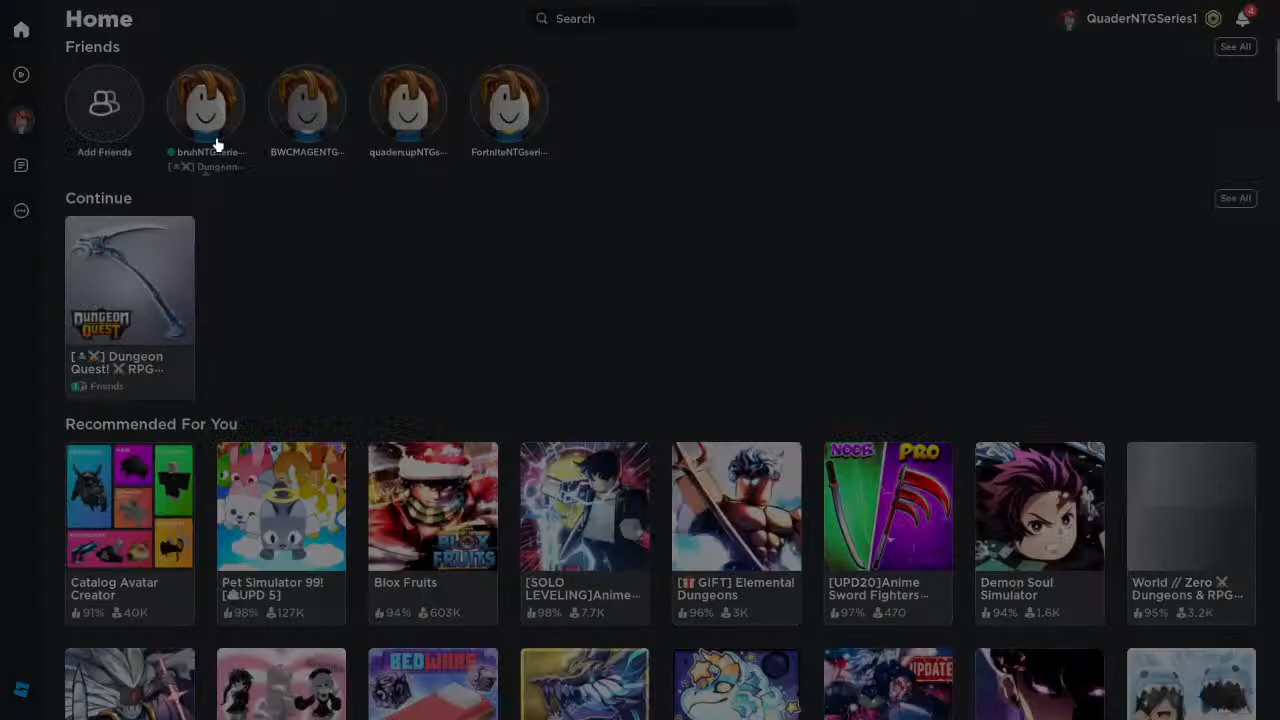 Home
Search
QuaderNTGSeries1
4
Friends
See All
Add Friends
bruhNTGSerie...
BWCMAGENTG...
quadersupNTGs...
FortniteNTGseri...
[☠⚔] Dungeon...
Continue
See All
DUNGEON
QUEST
[☠⚔] Dungeon
Quest! ⚔ RPG...
Friends
Recommended For You
NOOB PRO
BLOX
FRUITS
Catalog Avatar
Creator
91% 40K
Pet Simulator 99!
[☁UPD 5]
98% 127K
Blox Fruits
94% 603K
[SOLO
LEVELING]Anime...
98% 7.7K
[🎁GIFT] Elemental
Dungeons
96% 3K
[UPD20]Anime
Sword Fighters...
97% 470
Demon Soul
Simulator
94% 1.6K
World // Zero ⚔
Dungeons & RPG...
95% 3.2K
BEDWARS
UPDATE